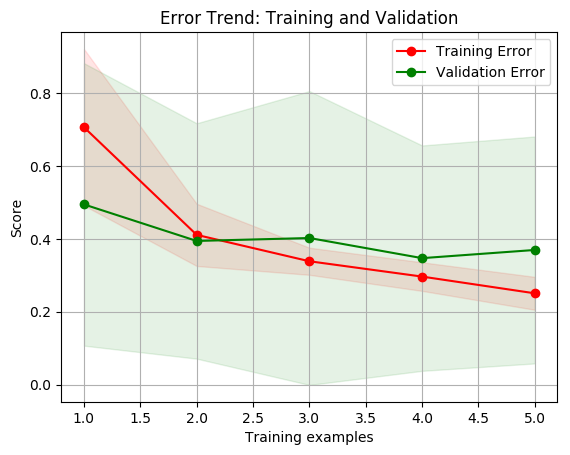 Error Trend: Training and Validation
Training Error
Validation Error
Score
0.8
0.6
0.4
0.2
0.0
1.0 1.5 2.0 2.5 3.0 3.5 4.0 4.5 5.0
Training examples